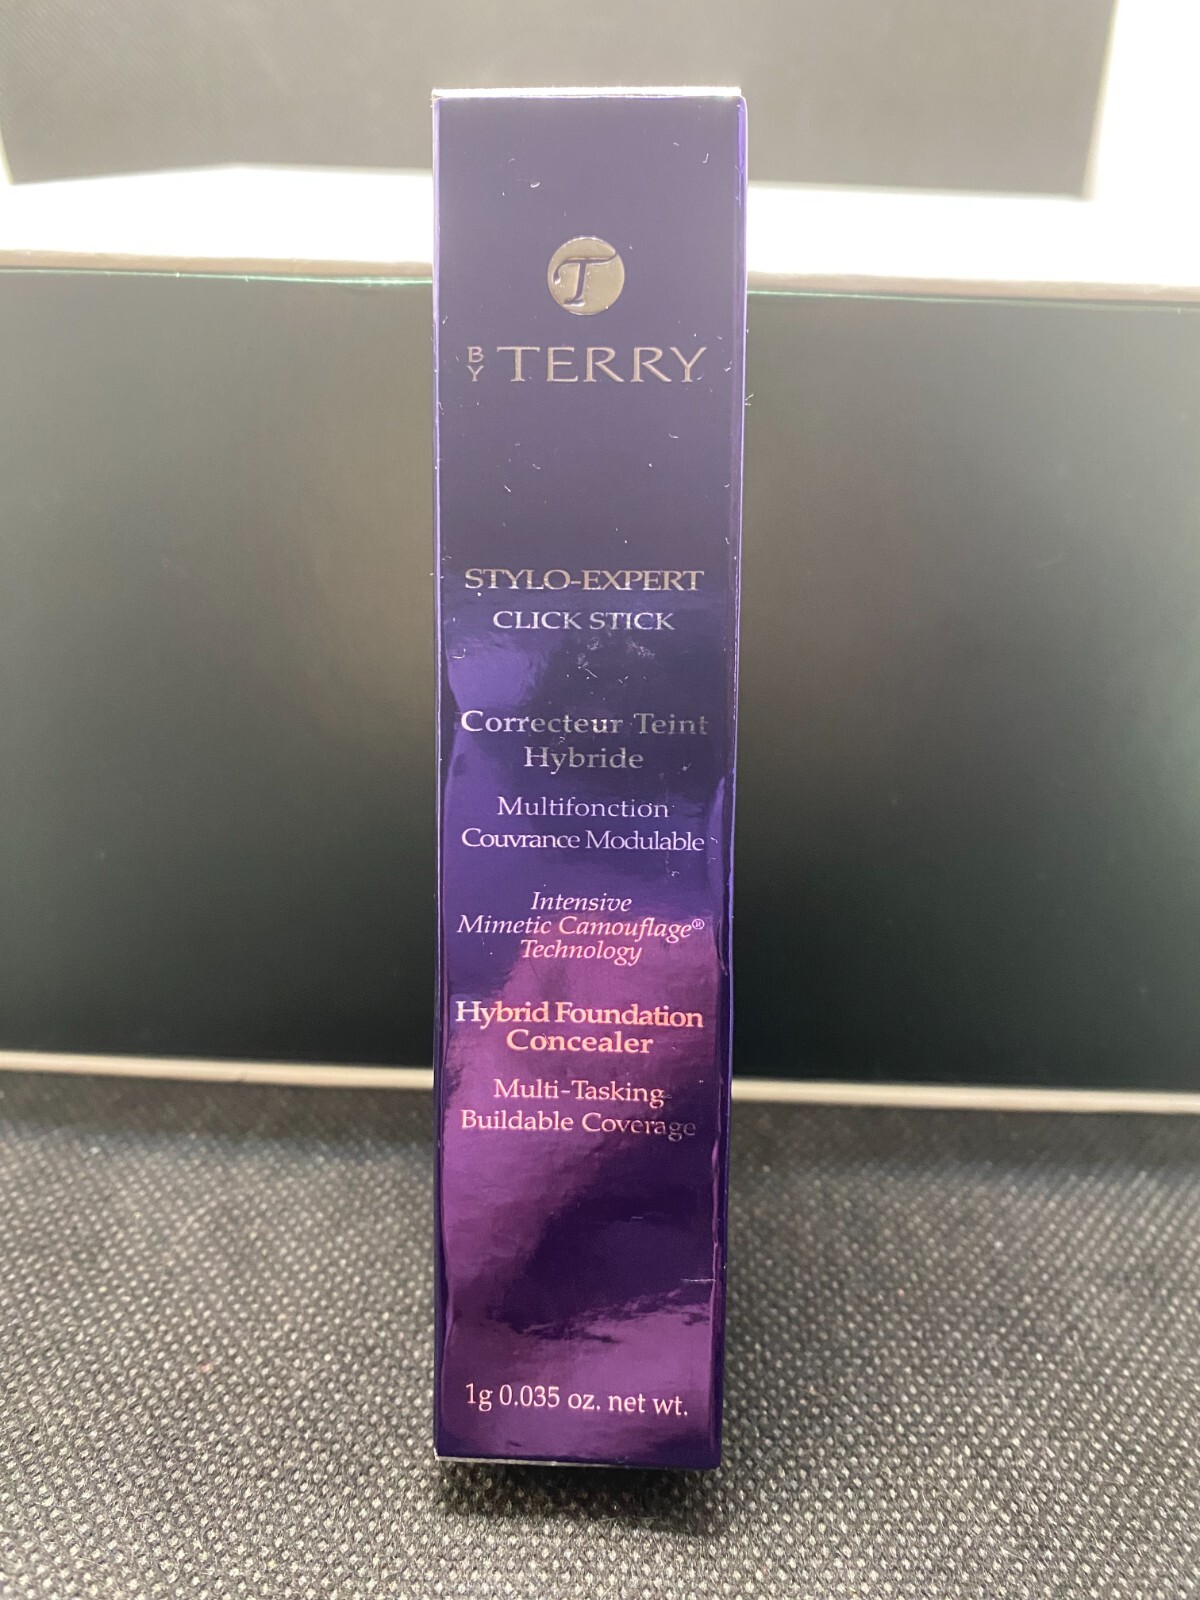 T
BY TERRY
STYLO-EXPERT
CLICK STICK
Correcteur Teint
Hybride
Multifonction
Couvrance Modulable
Intensive
Mimetic Camouflage®
Technology
Hybrid Foundation
Concealer
Multi-Tasking
Buildable Coverage
1g 0.035 oz. net wt.